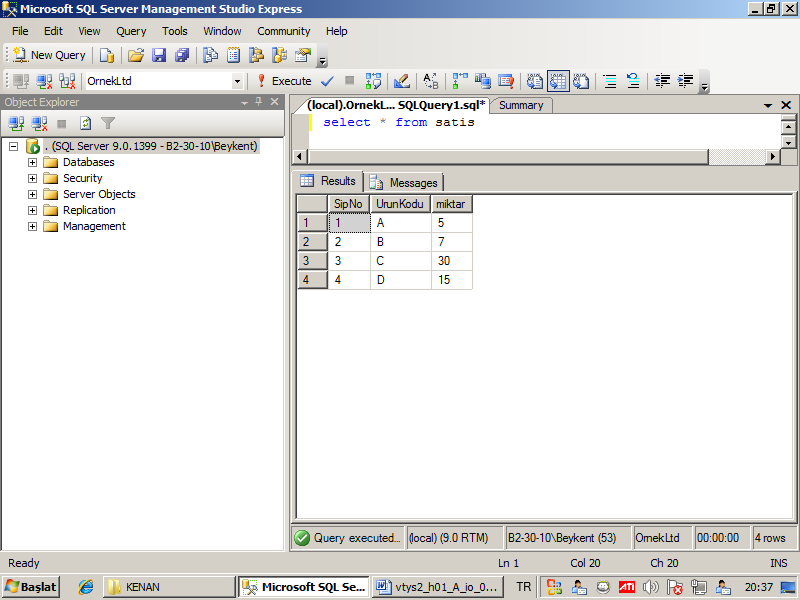 Microsoft SQL Server Management Studio Express
File Edit View Query Tools Window Community Help
New Query
OrnekLtd Execute
Object Explorer
(local).OrnekL... SQLQuery1.sql* Summary
select * from satis
. (SQL Server 9.0.1399 - B2-30-10\Beykent)
Databases
Security
Server Objects
Replication
Management
Results Messages
SipNo UrunKodu miktar
1 1 A 5
2 2 B 7
3 3 C 30
4 4 D 15
Query executed... (local) (9.0 RTM) B2-30-10\Beykent (53) OrnekLtd 00:00:00 4 rows
Ready Ln 1 Col 20 Ch 20 INS
Başlat KENAN Microsoft SQL Se... vtys2_h01_A_io_0... TR ATI 20:37